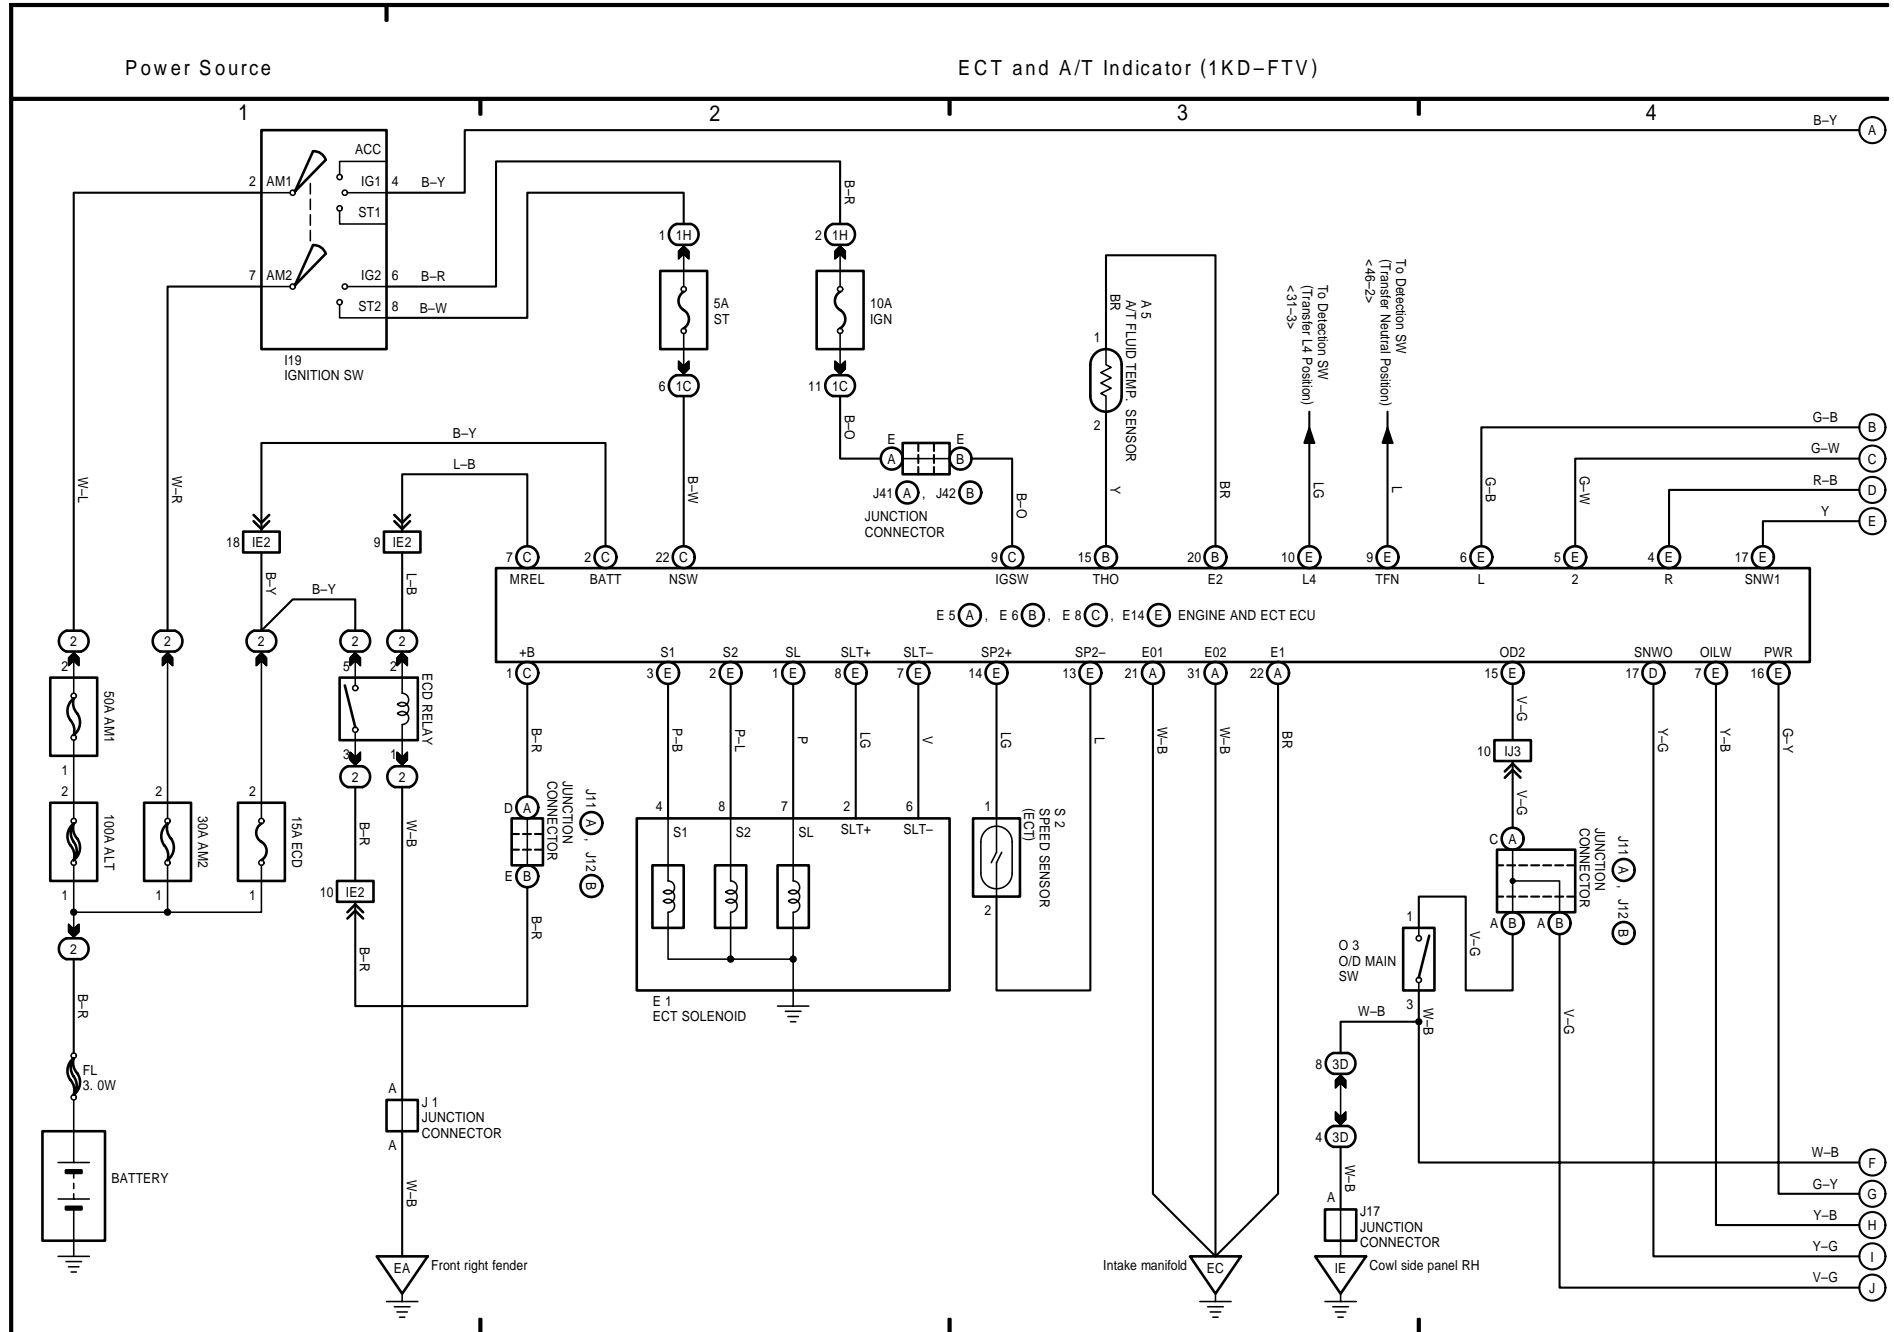 Power Source
ECT and A/T Indicator (1KD–FTV)
1
2
3
4
B–Y
A
ACC
2
AM1
IG1
4
B–Y
ST1
7
AM2
IG2
6
B–R
ST2
8
B–W
I19
IGNITION SW
1
1H
5A
ST
6
1C
B–W
B–R
2
1H
10A
IGN
11
1C
B–O
E
E
A
B
J41
A
,
J42
B
JUNCTION
CONNECTOR
B–O
A 5
A/T FLUID TEMP. SENSOR
BR
1
2
Y
BR
To Detection SW
(Transfer L4 Position)
<31–3>
LG
To Detection SW
(Transfer Neutral Position)
<46–2>
L
G–B
B
G–W
C
R–B
D
Y
E
G–B
G–W
W–L
W–R
B–Y
L–B
18
IE2
9
IE2
B–Y
B–Y
L–B
7
C
2
C
22
C
9
C
15
B
20
B
10
E
9
E
6
E
5
E
4
E
17
E
MREL
BATT
NSW
IGSW
THO
E2
L4
TFN
L
2
R
SNW1
E 5
A
,
E 6
B
,
E 8
C
,
E14
E
ENGINE AND ECT ECU
+B
S1
S2
SL
SLT+
SLT–
SP2+
SP2–
E01
E02
E1
OD2
SNWO
OILW
PWR
1
C
3
E
2
E
1
E
8
E
7
E
14
E
13
E
21
A
31
A
22
A
15
E
17
D
7
E
16
E
2
2
2
2
2
2
5
2
50A AM1
1
ECD RELAY
3
1
2
2
2
100A ALT
1
2
30A AM2
1
2
15A ECD
1
B–R
W–B
10
IE2
B–R
B–R
D
A
E
B
JUNCTION
CONNECTOR
J11
A
,
J12
B
B–R
P–B
P–L
P
LG
V
4
8
7
2
6
S1
S2
SL
SLT+
SLT–
E 1
ECT SOLENOID
LG
L
1
2
S 2
SPEED SENSOR
(ECT)
W–B
W–B
BR
V–G
10
IJ3
V–G
C
A
A
B
A
B
JUNCTION
CONNECTOR
J11
A
,
J12
B
Y–G
Y–B
G–Y
1
V–G
O 3
O/D MAIN
SW
3
W–B
W–B
V–G
8
3D
4
3D
W–B
A
J17
JUNCTION
CONNECTOR
IE
Cowl side panel RH
Intake manifold
EC
2
B–R
FL
3. 0W
BATTERY
A
J 1
JUNCTION
CONNECTOR
A
W–B
EA
Front right fender
W–B
F
G–Y
G
Y–B
H
Y–G
I
V–G
J